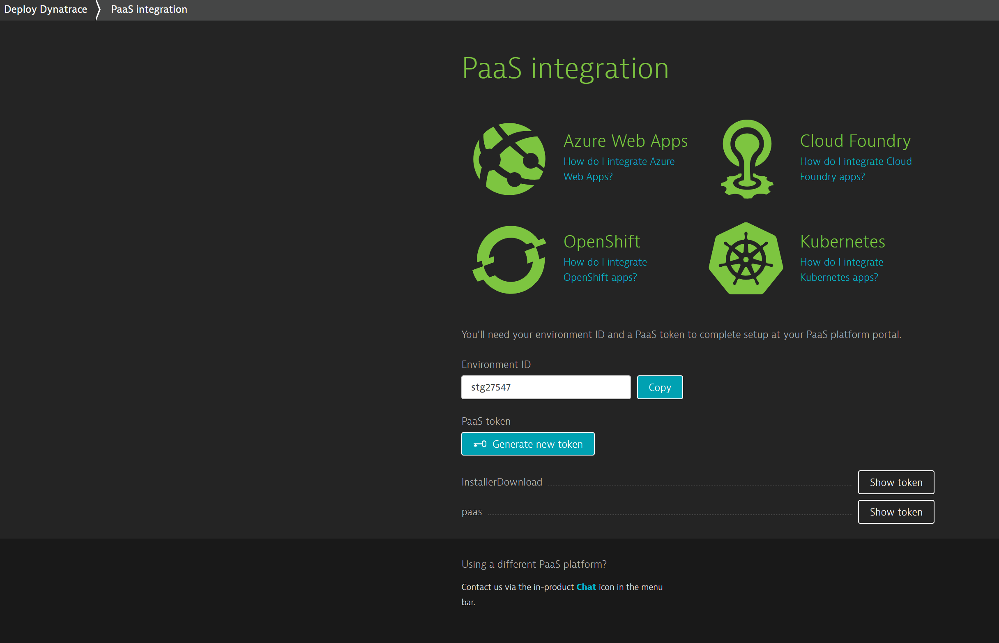 Deploy Dynatrace
PaaS integration
PaaS integration
Azure Web Apps
How do I integrate Azure
Web Apps?
Cloud Foundry
How do I integrate Cloud
Foundry apps?
OpenShift
How do I integrate
OpenShift apps?
Kubernetes
How do I integrate
Kubernetes apps?
You’ll need your environment ID and a PaaS token to complete setup at your PaaS platform portal.
Environment ID
stg27547
Copy
PaaS token
Generate new token
InstallerDownload
Show token
paas
Show token
Using a different PaaS platform?
Contact us via the in-product Chat icon in the menu
bar.